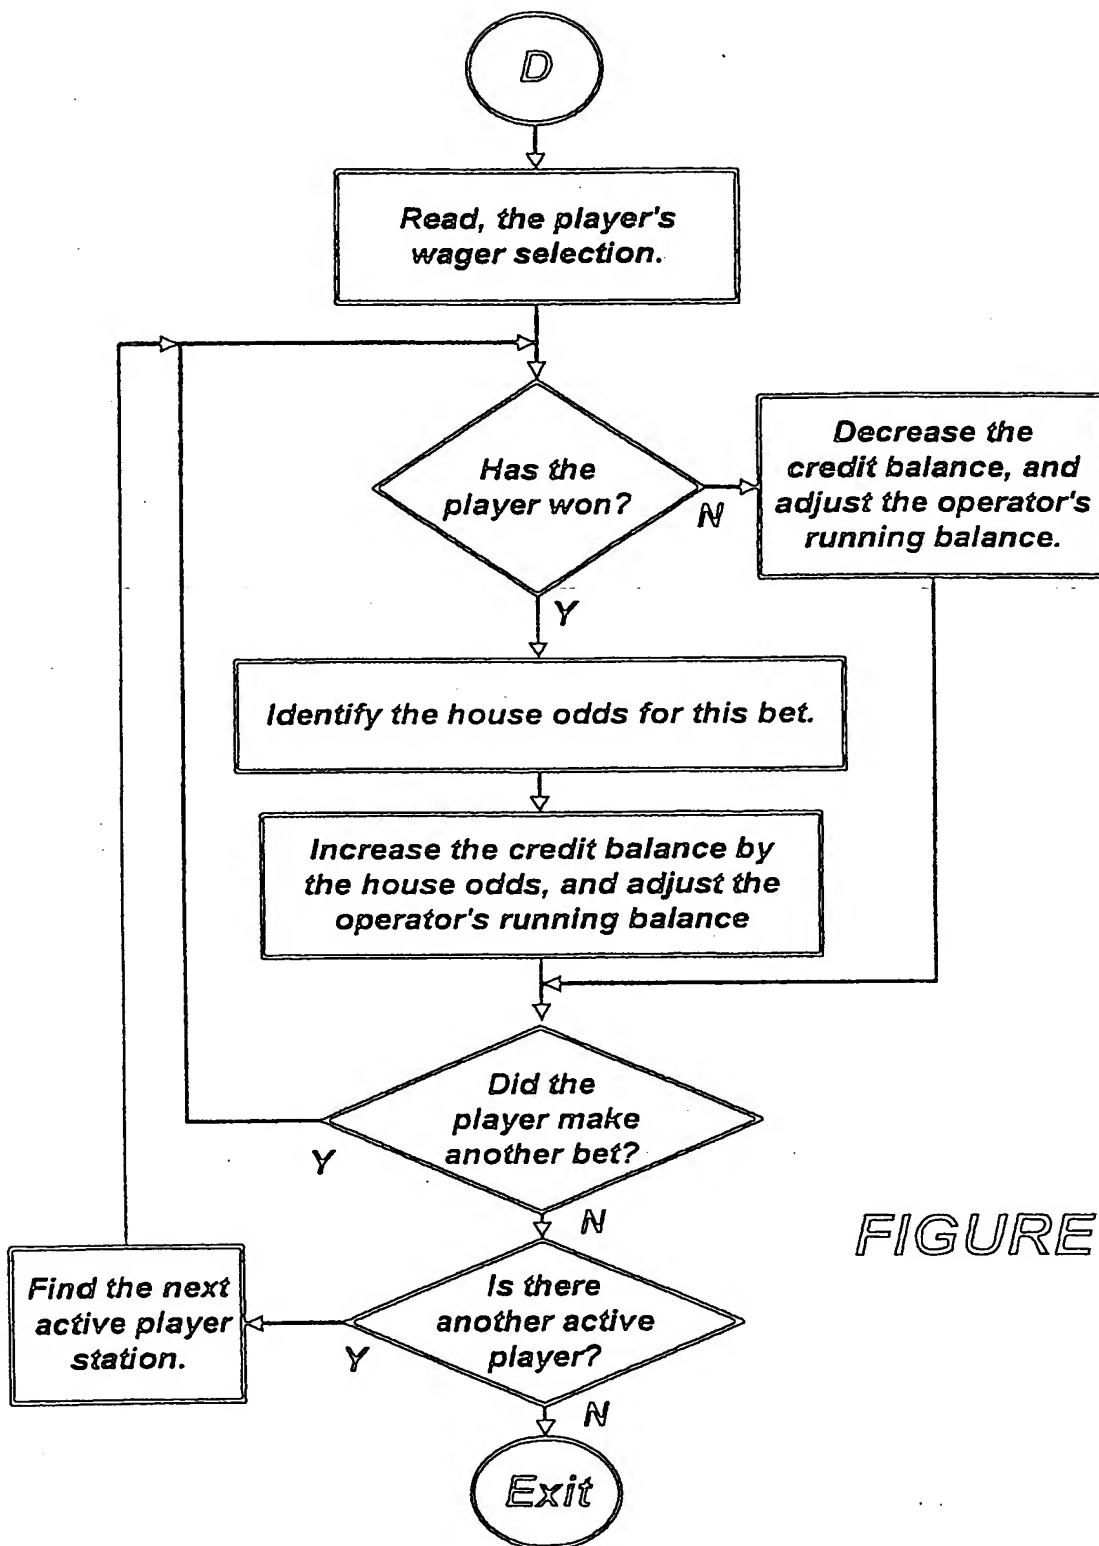 D
Read, the player's
wager selection.
Has the
player won?
N
Decrease the
credit balance, and
adjust the operator's
running balance.
Y
Identify the house odds for this bet.
Increase the credit balance by
the house odds, and adjust the
operator's running balance
Did the
player make
another bet?
Y
N
FIGURE
Find the next
active player
station.
Is there
another active
player?
Y
N
Exit